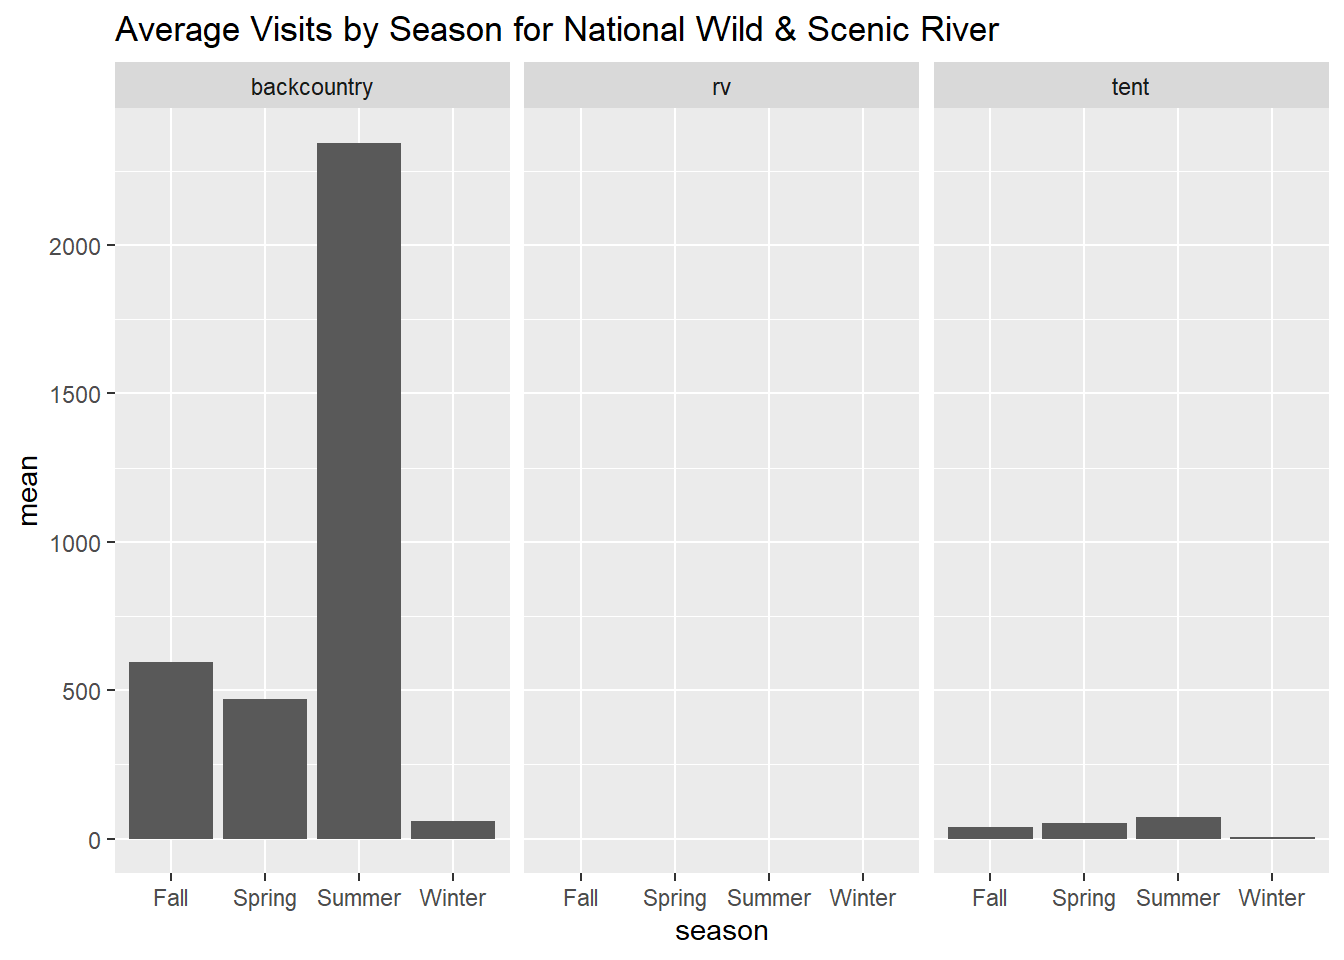 Average Visits by Season for National Wild & Scenic River
backcountry rv tent
2000
1500
1000
500
0
mean
Fall Spring Summer Winter Fall Spring Summer Winter Fall Spring Summer Winter
season